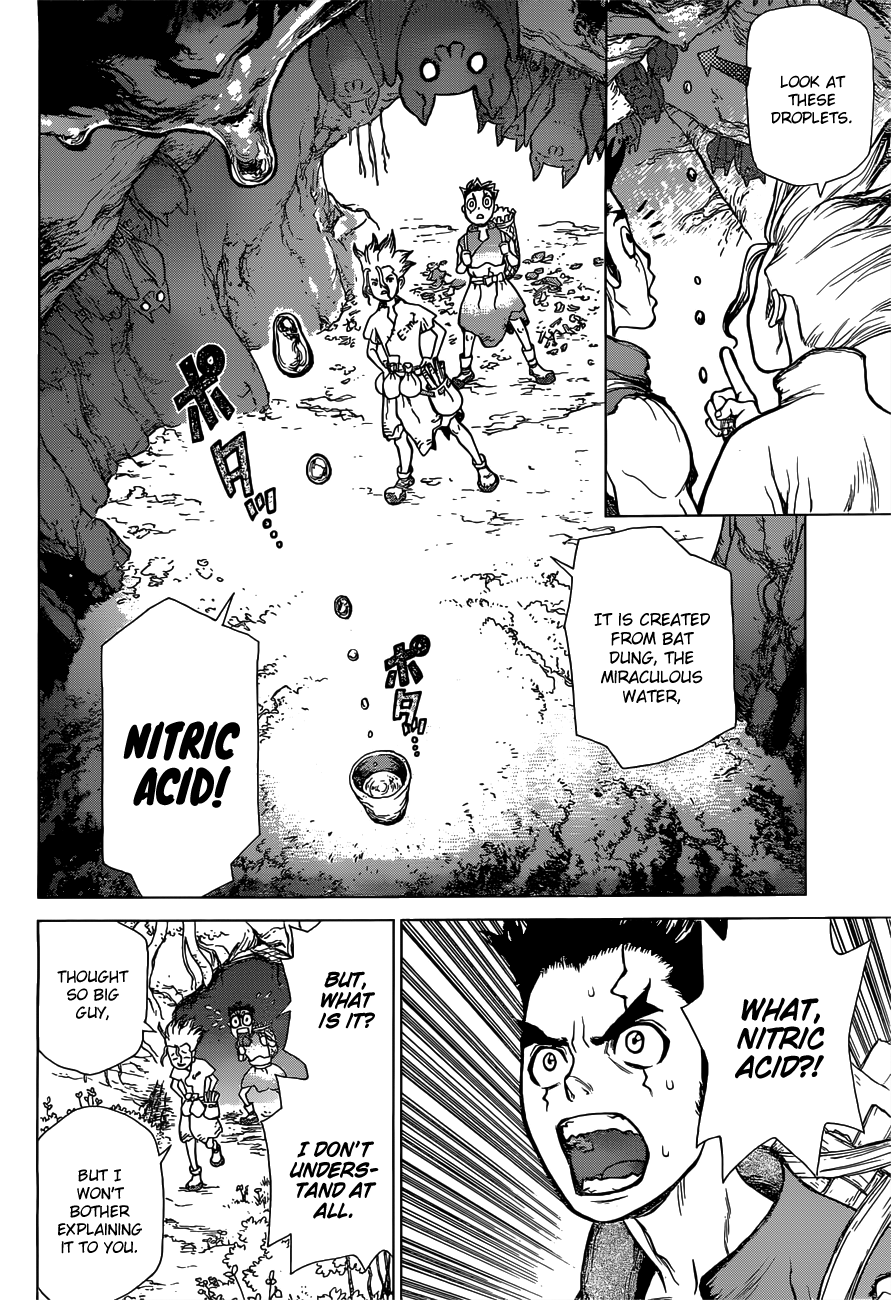 LOOK AT
THESE
DROPLETS.
ポタ…
IT IS CREATED
FROM BAT
DUNG, THE
MIRACULOUS
WATER,
ポタ…
NITRIC
ACID!
WHAT,
NITRIC
ACID?!
BUT,
WHAT
IS IT?
I DON'T
UNDERS-
TAND AT
ALL.
THOUGHT
SO BIG
GUY,
BUT I
WON'T
BOTHER
EXPLAINING
IT TO YOU.